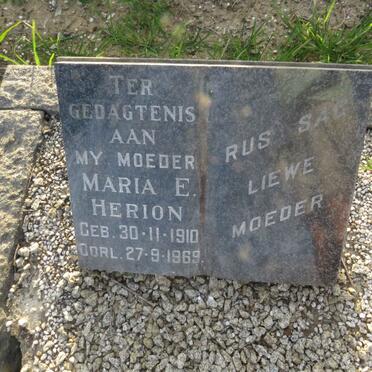 TER
GEDAGTENIS
AAN
MY MOEDER
MARIA E.
HERION
GEB. 30-11-1910
OORL. 27-9-1969.
RUS SAG
LIEWE
MOEDER